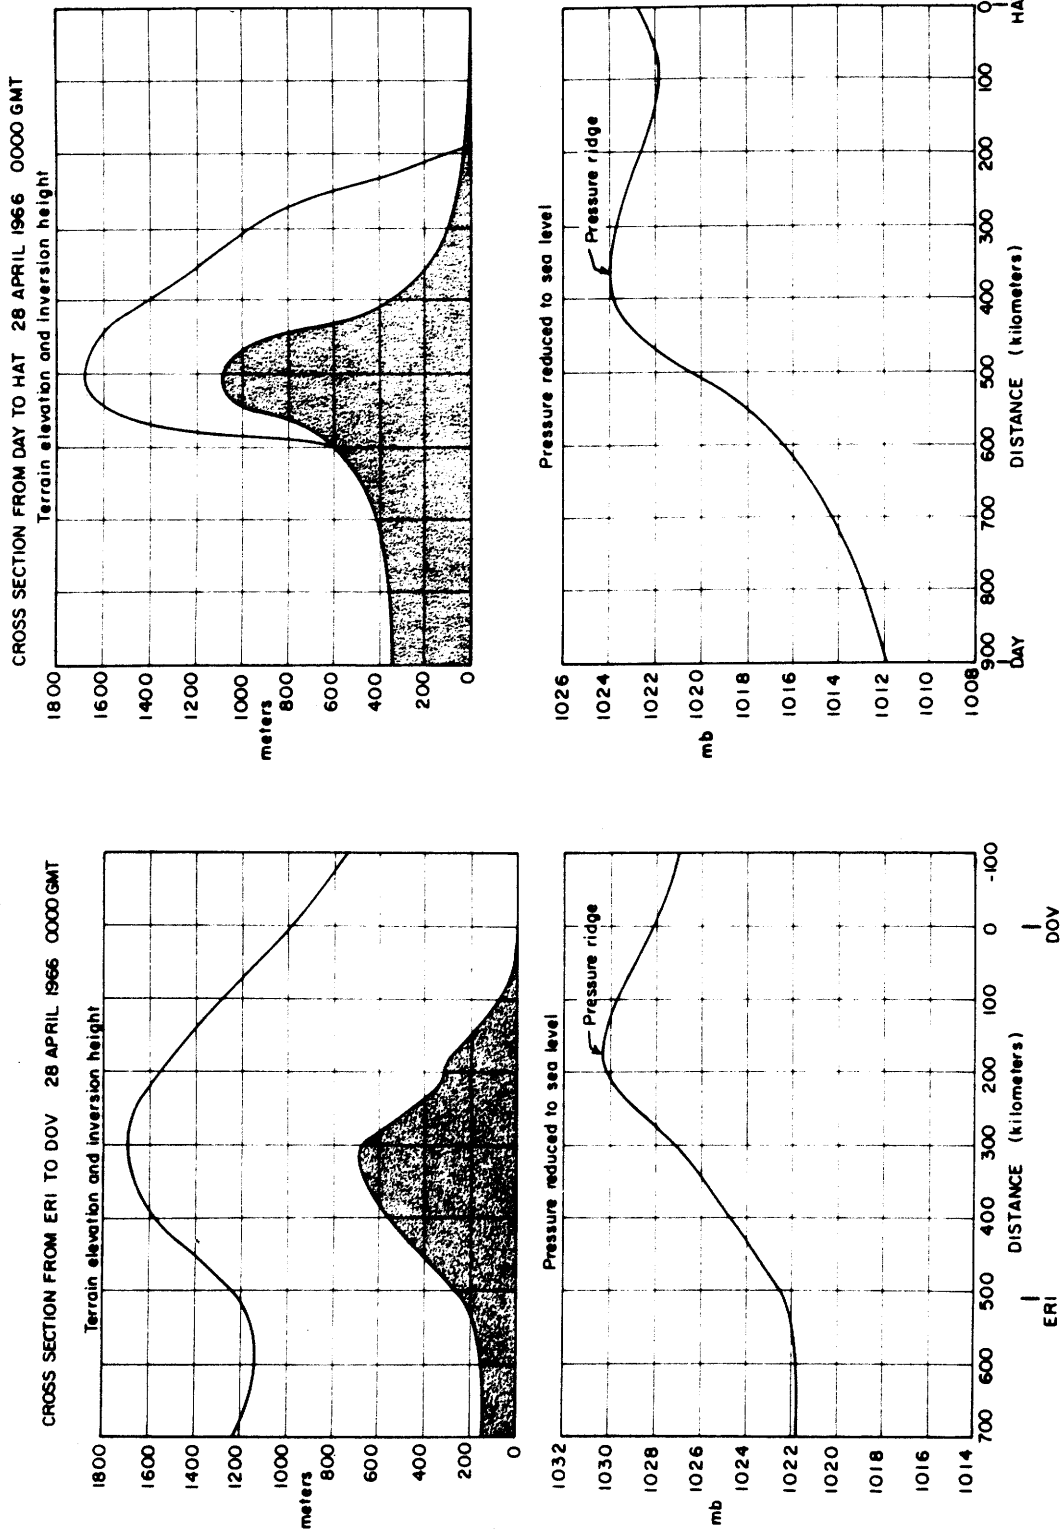 CROSS SECTION FROM ERI TO DOV 28 APRIL 1966 0000 GMT
Terrain elevation and inversion height
1800
1600
1400
1200
1000
800
600
400
200
0
meters
Pressure reduced to sea level
Pressure ridge
1032
1030
1028
1026
1024
1022
1020
1018
1016
1014
mb
700 600 500 400 300 200 100 0 -100
DISTANCE (kilometers)
ERI DOV
CROSS SECTION FROM DAY TO HAT 28 APRIL 1966 0000 GMT
Terrain elevation and inversion height
1800
1600
1400
1200
1000
800
600
400
200
0
meters
Pressure reduced to sea level
Pressure ridge
1026
1024
1022
1020
1018
1016
1014
1012
1010
1008
mb
900 800 700 600 500 400 300 200 100 0
DISTANCE (kilometers)
DAY HA